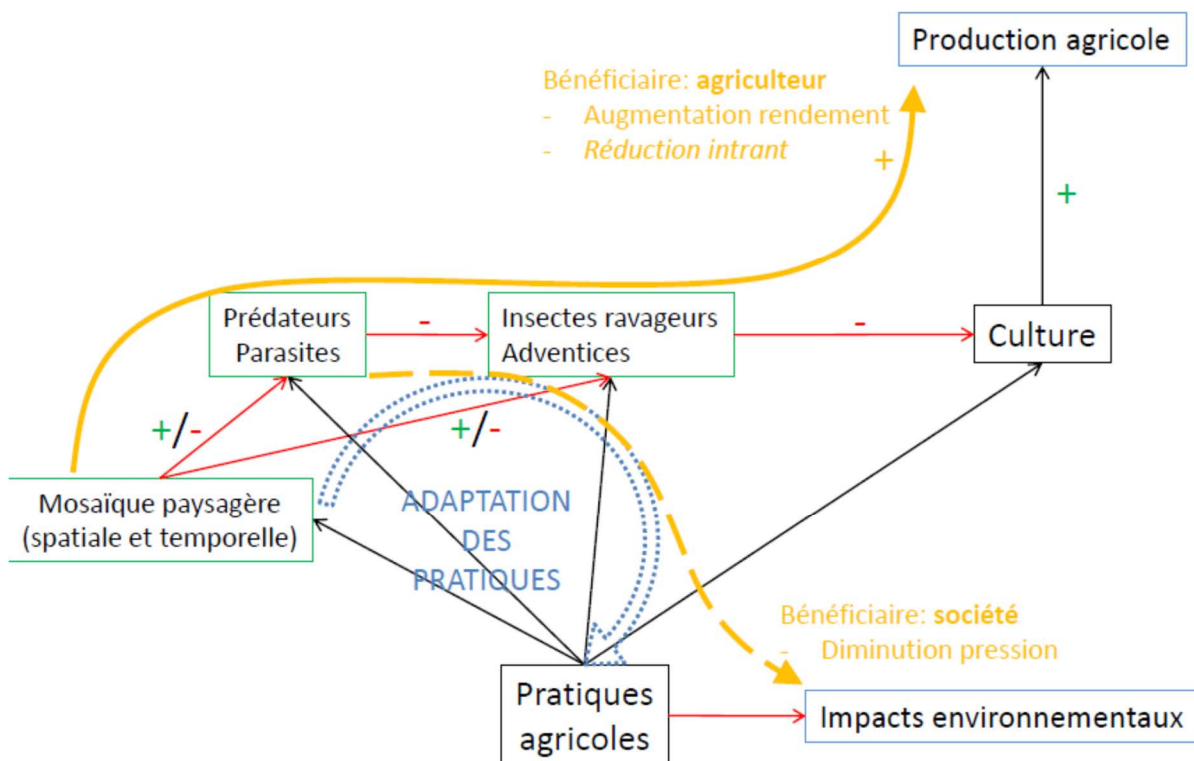 Production agricole
Bénéficiaire: agriculteur
- Augmentation rendement
- Réduction intrant
+
+
Prédateurs
Parasites
-
Insectes ravageurs
Adventices
-
Culture
+/-
+/-
Mosaïque paysagère
(spatiale et temporelle)
ADAPTATION
DES
PRATIQUES
Bénéficiaire: société
- Diminution pression
Pratiques
agricoles
Impacts environnementaux